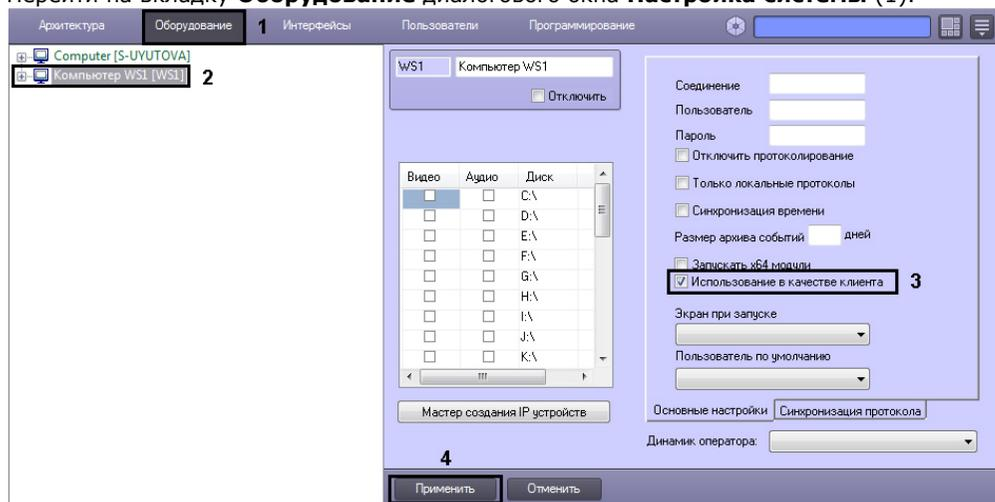 Перейти на вкладку Оборудование диалогового окна Настройка системы (1).
Архитектура Оборудование 1 Интерфейсы Пользователи Программирование
Computer [S-UYUTOVA]
Компьютер WS1 [WS1] 2
WS1 Компьютер WS1
Отключить
Видео Аудио Диск
C:\
D:\
E:\
F:\
G:\
H:\
I:\
J:\
K:\
Мастер создания IP устройств
Соединение
Пользователь
Пароль
Отключить протоколирование
Только локальные протоколы
Синхронизация времени
Размер архива событий дней
Запускать x64 модули
Использование в качестве клиента 3
Экран при запуске
Пользователь по умолчанию
Основные настройки Синхронизация протокола
Динамик оператора:
4
Применить Отменить